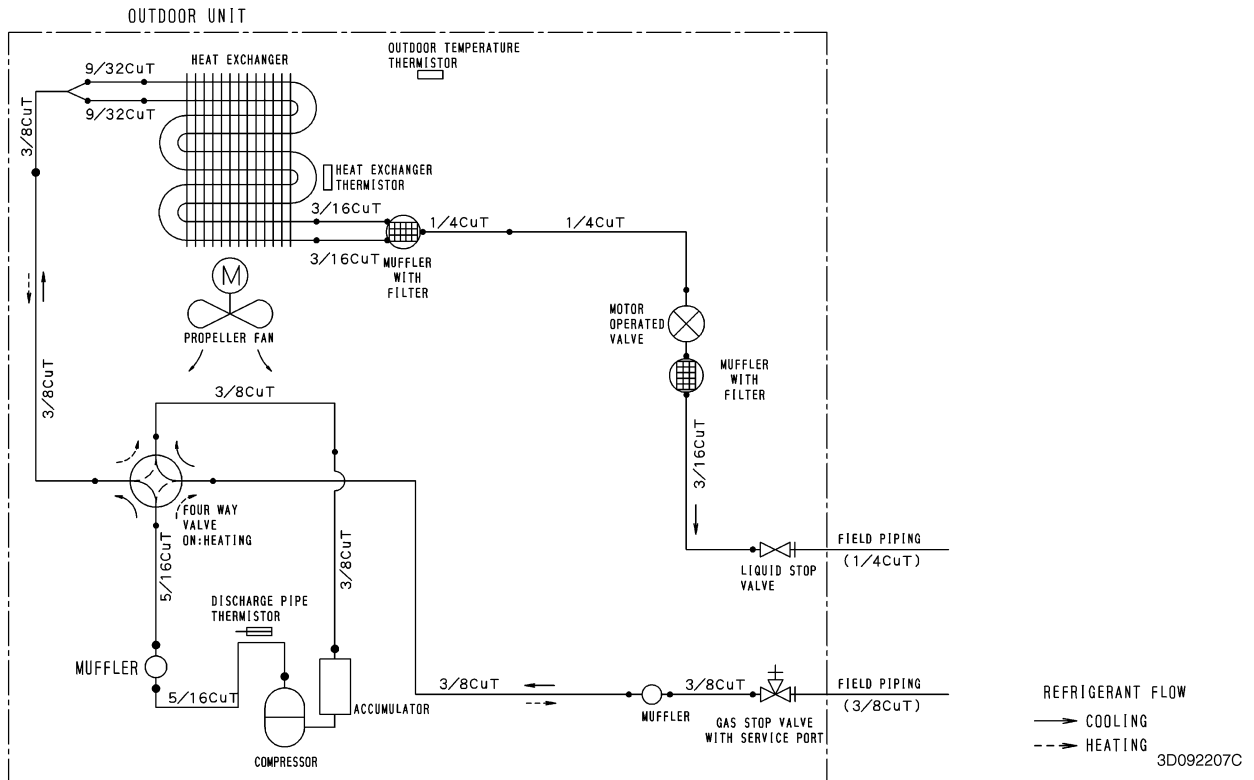 OUTDOOR UNIT
HEAT EXCHANGER
OUTDOOR TEMPERATURE
THERMISTOR
9/32CuT
9/32CuT
3/8CuT
HEAT EXCHANGER
THERMISTOR
3/16CuT
3/16CuT
1/4CuT
1/4CuT
MUFFLER
WITH
FILTER
M
PROPELLER FAN
MOTOR
OPERATED
VALVE
MUFFLER
WITH
FILTER
3/8CuT
3/8CuT
3/16CuT
FOUR WAY
VALVE
ON:HEATING
5/16CuT
3/8CuT
FIELD PIPING
(1/4CuT)
LIQUID STOP
VALVE
DISCHARGE PIPE
THERMISTOR
MUFFLER
5/16CuT
ACCUMULATOR
COMPRESSOR
3/8CuT
MUFFLER
3/8CuT
GAS STOP VALVE
WITH SERVICE PORT
FIELD PIPING
(3/8CuT)
REFRIGERANT FLOW
COOLING
HEATING
3D092207C